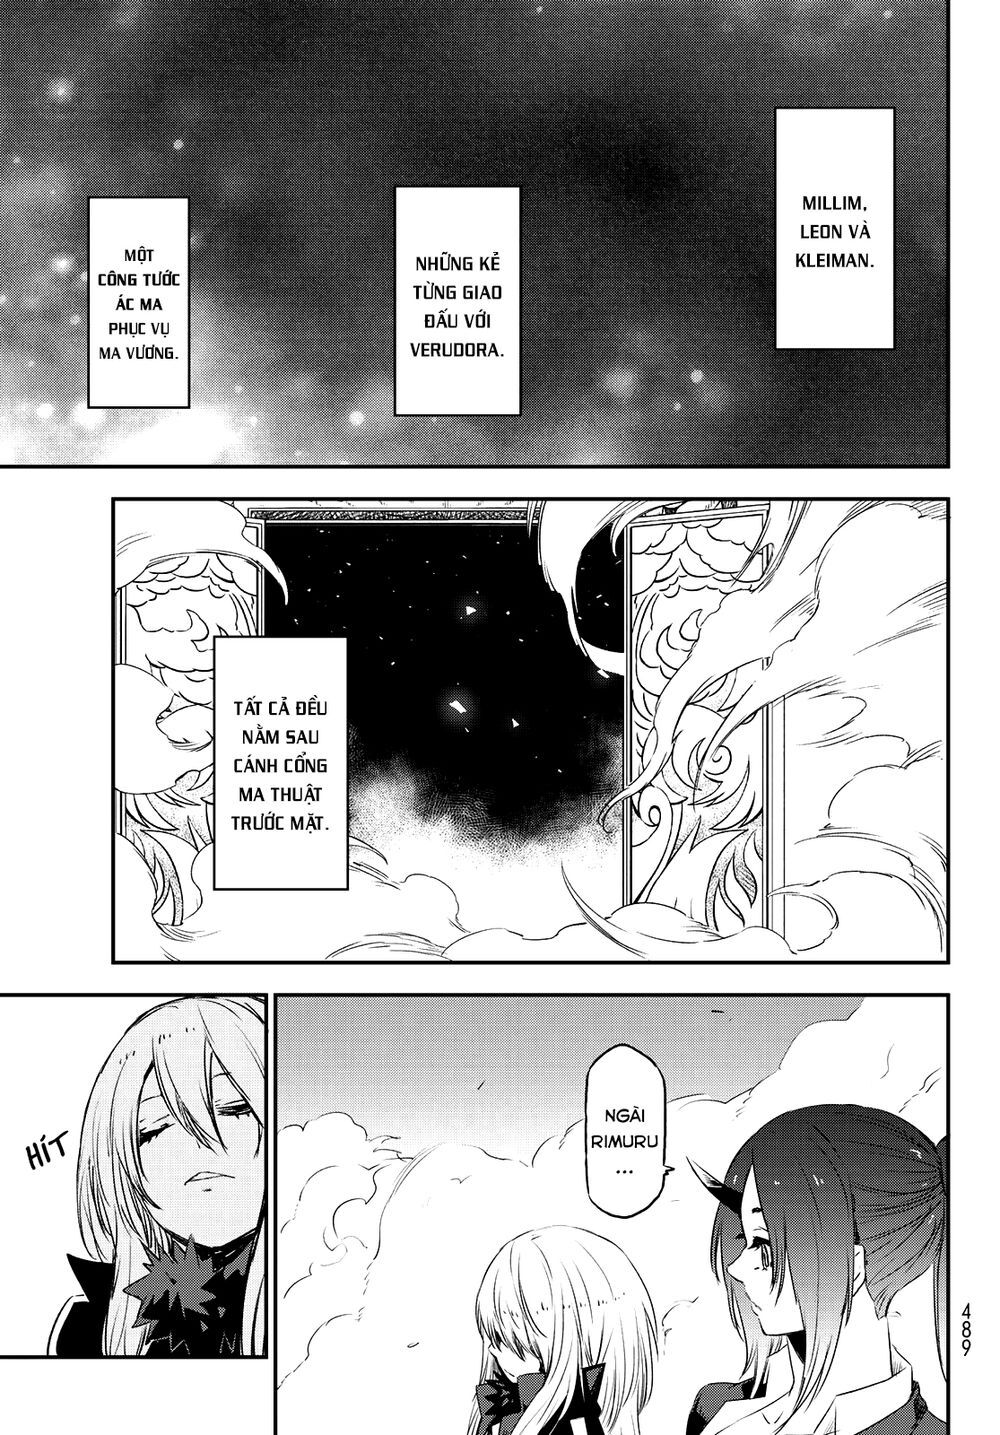 MILLIM,
LEON VÀ
KLEIMAN.
NHỮNG KẺ
TỪNG GIAO
ĐẤU VỚI
VERUDORA.
MỘT
CÔNG TƯỚC
ÁC MA
PHỤC VỤ
MA VƯƠNG.
TẤT CẢ ĐỀU
NẰM SAU
CÁNH CỔNG
MA THUẬT
TRƯỚC MẶT.
NGÀI
RIMURU
...
HÍT
489